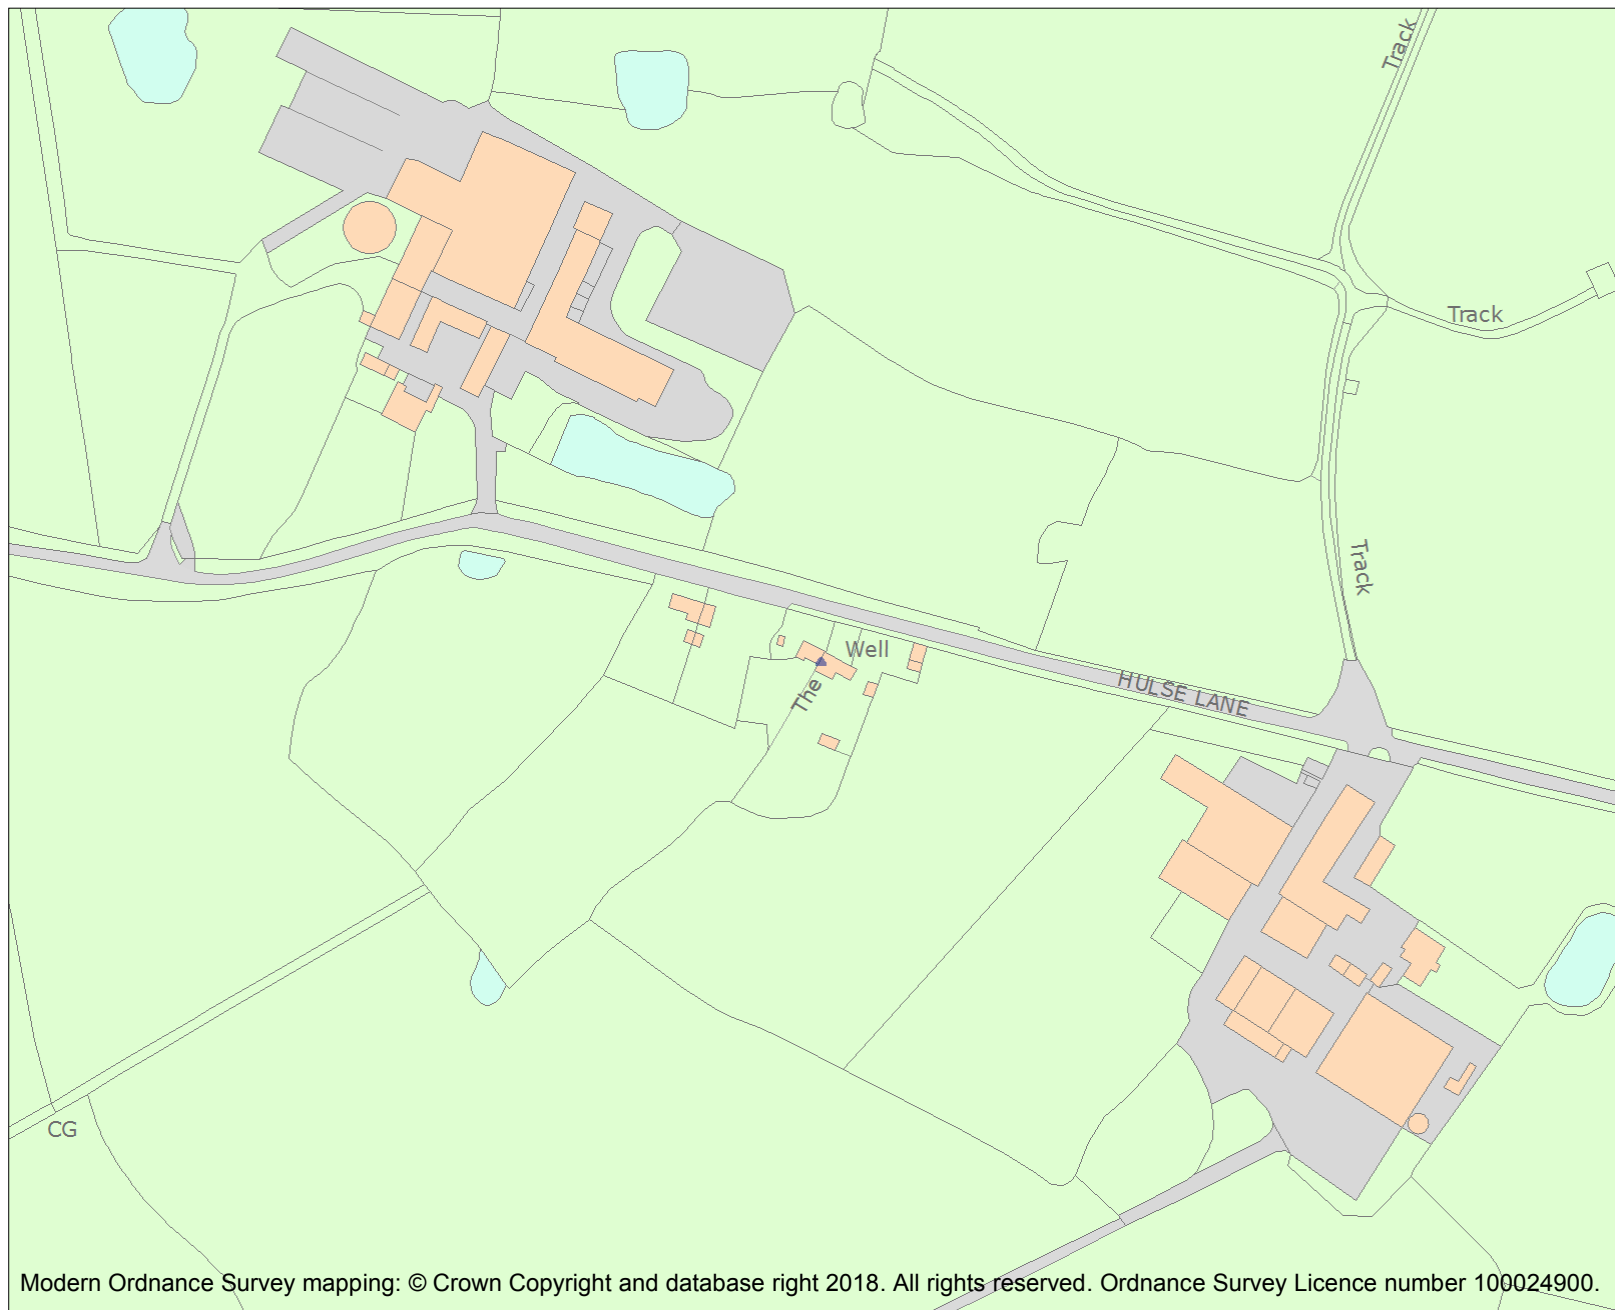 Track
Track
Track
Well
The
HULSE LANE
CG
Modern Ordnance Survey mapping: © Crown Copyright and database right 2018. All rights reserved. Ordnance Survey Licence number 100024900.